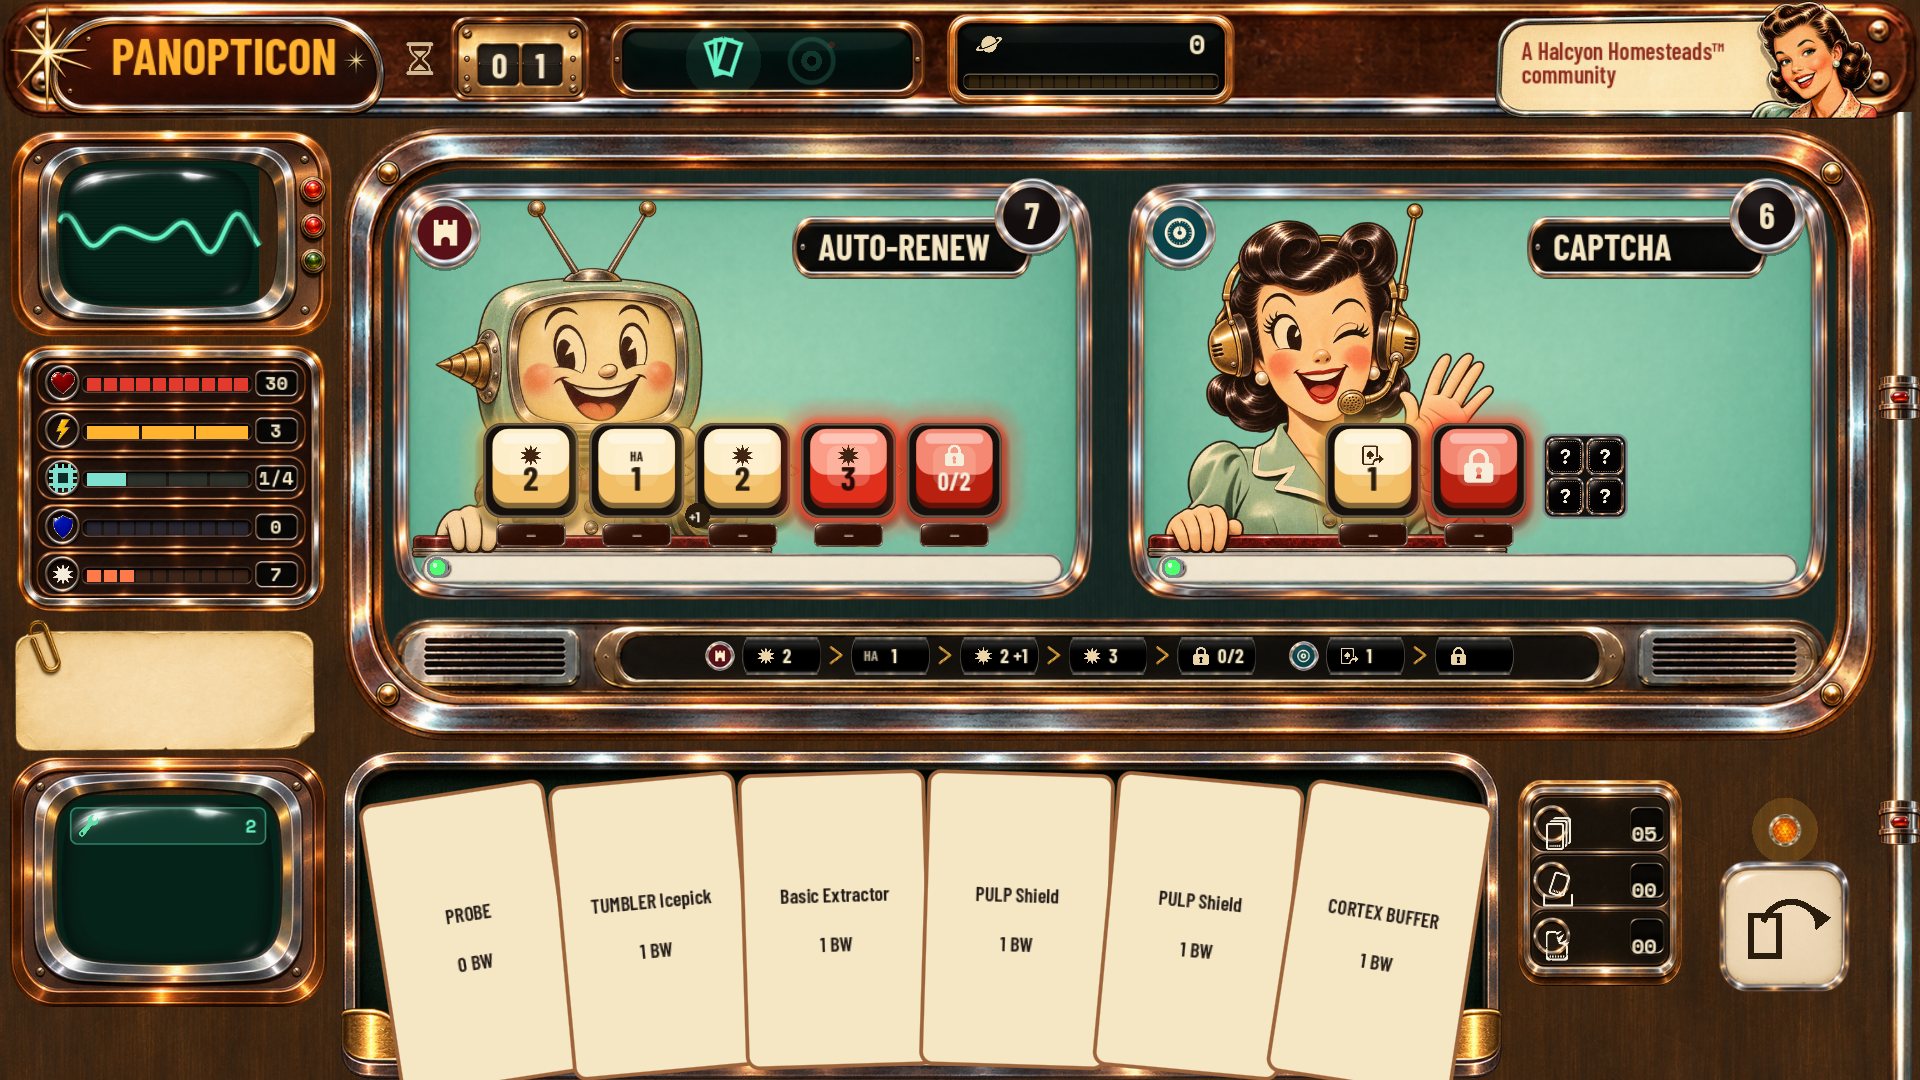 PANOPTICON
0 1
0
A Halcyon Homesteads™
community
7
AUTO-RENEW
6
CAPTCHA
30
3
1/4
0
7
2
HA
1
2
3
0/2
+1
- - - - -
1
- -
? ?
? ?
2 > HA 1 > 2 +1 > 3 > 0/2
1 >
2
PROBE
0 BW
TUMBLER Icepick
1 BW
Basic Extractor
1 BW
PULP Shield
1 BW
PULP Shield
1 BW
CORTEX BUFFER
1 BW
05
00
00